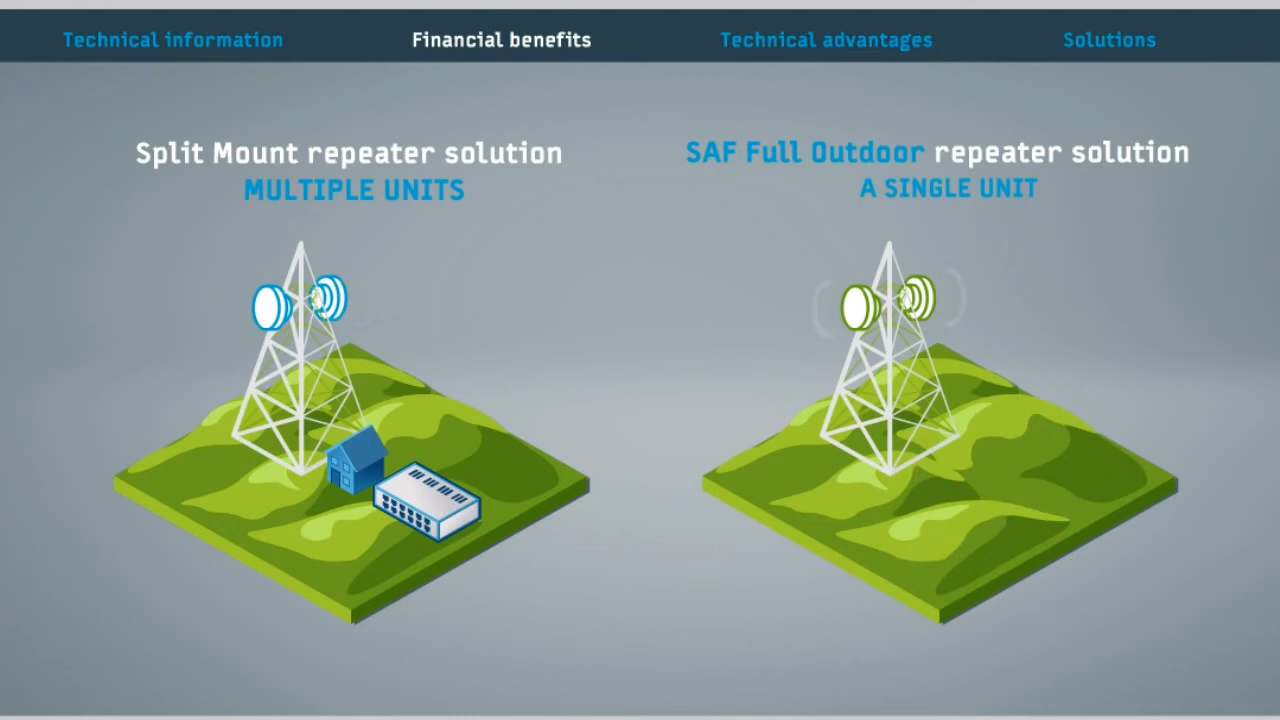 Technical information
Financial benefits
Technical advantages
Solutions
Split Mount repeater solution
MULTIPLE UNITS
SAF Full Outdoor repeater solution
A SINGLE UNIT